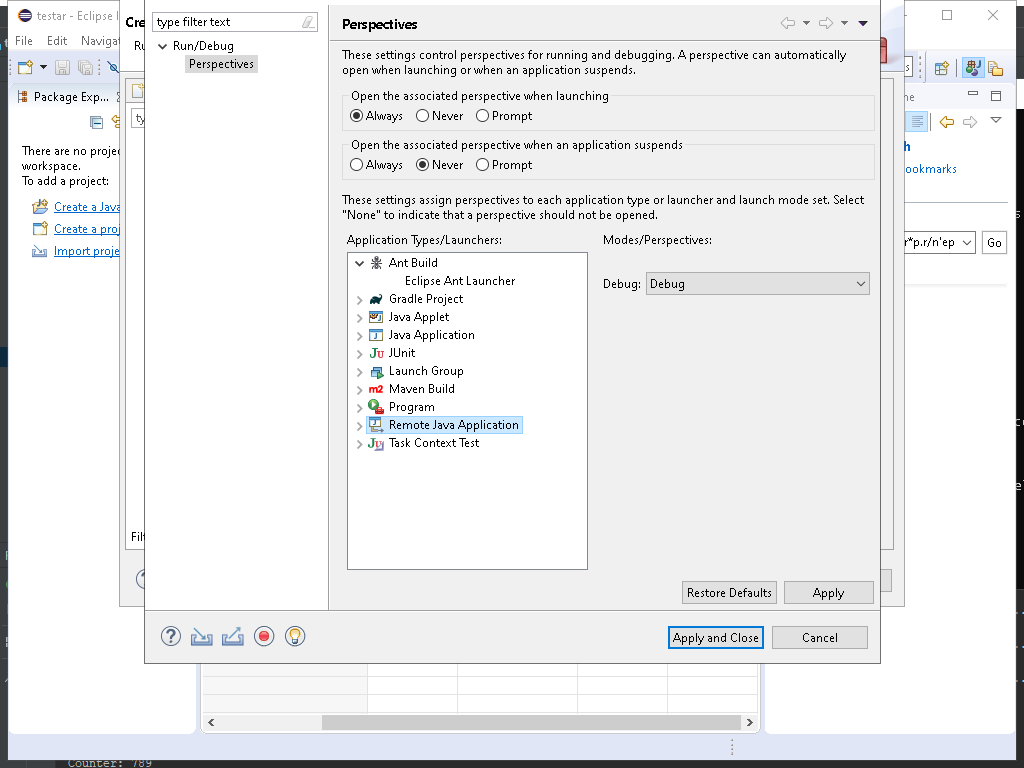 testar - Eclipse I
File Edit Navigat
Package Exp...
There are no projec
workspace.
To add a project:
Create a Java
Create a proj
Import proje
Cre
Ru
ty
Filt
type filter text
Run/Debug
Perspectives
Perspectives
These settings control perspectives for running and debugging. A perspective can automatically
open when launching or when an application suspends.
Open the associated perspective when launching
Always Never Prompt
Open the associated perspective when an application suspends
Always Never Prompt
These settings assign perspectives to each application type or launcher and launch mode set. Select
"None" to indicate that a perspective should not be opened.
Application Types/Launchers:
Modes/Perspectives:
Ant Build
Eclipse Ant Launcher
Gradle Project
Java Applet
Java Application
JUnit
Launch Group
Maven Build
Program
Remote Java Application
Task Context Test
Debug: Debug
Restore Defaults Apply
Apply and Close Cancel
ne
h
ookmarks
r*p.r/n'ep Go
Counter: 789